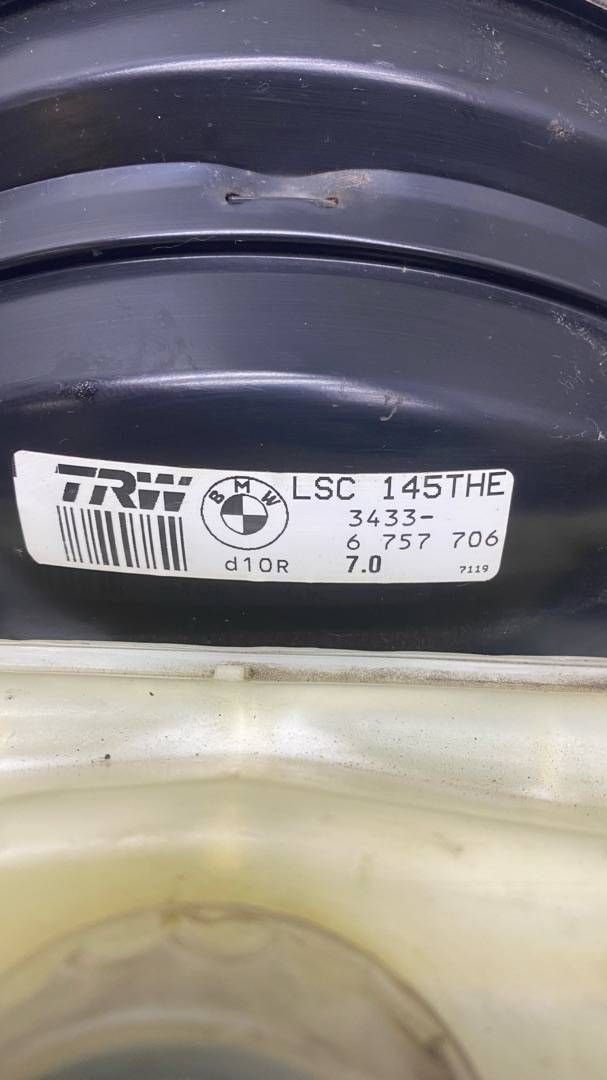 TRW BMW LSC 145THE
3433-
6 757 706
d10R 7.0 7119